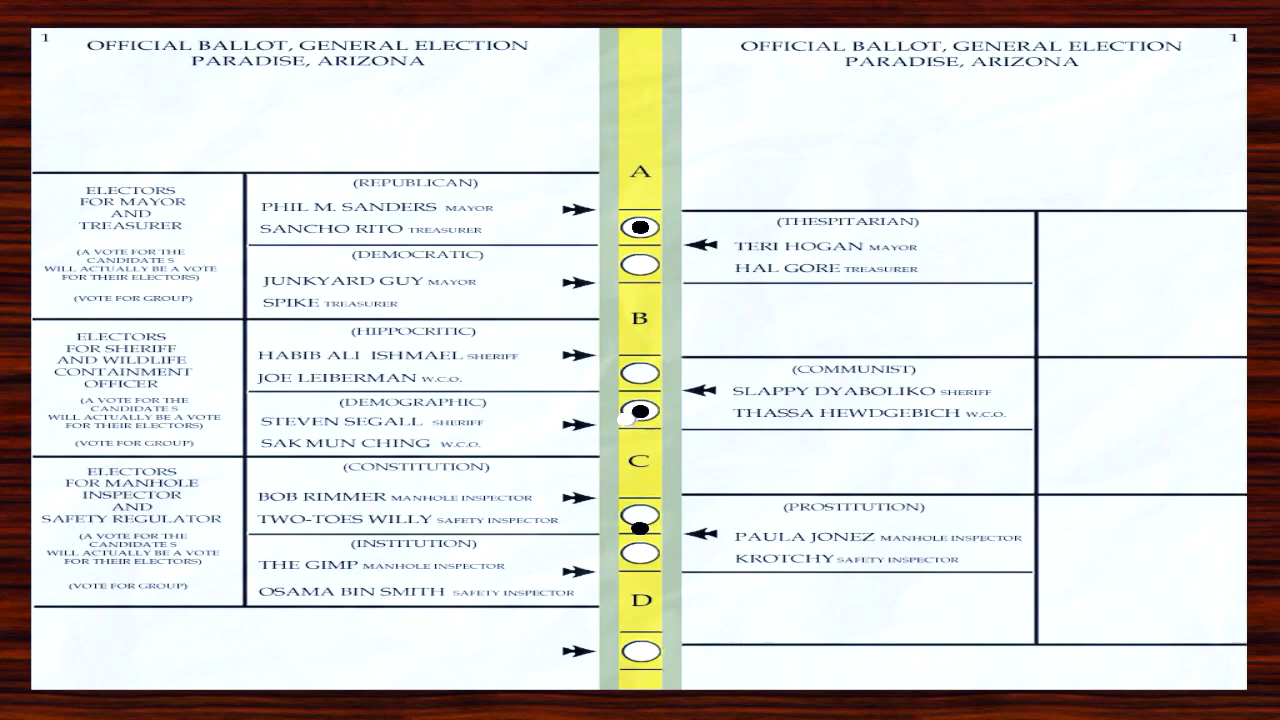 1
OFFICIAL BALLOT, GENERAL ELECTION
PARADISE, ARIZONA
ELECTORS
FOR MAYOR
AND
TREASURER
(A VOTE FOR THE
CANDIDATE S
WILL ACTUALLY BE A VOTE
FOR THEIR ELECTORS)
(VOTE FOR GROUP)
(REPUBLICAN)
PHIL M. SANDERS MAYOR
SANCHO RITO TREASURER
(DEMOCRATIC)
JUNKYARD GUY MAYOR
SPIKE TREASURER
ELECTORS
FOR SHERIFF
AND WILDLIFE
CONTAINMENT
OFFICER
(A VOTE FOR THE
CANDIDATE S
WILL ACTUALLY BE A VOTE
FOR THEIR ELECTORS)
(VOTE FOR GROUP)
(HIPPOCRITIC)
HABIB ALI ISHMAEL SHERIFF
JOE LEIBERMAN W.C.O.
(DEMOGRAPHIC)
STEVEN SEGALL SHERIFF
SAK MUN CHING W.C.O.
ELECTORS
FOR MANHOLE
INSPECTOR
AND
SAFETY REGULATOR
(A VOTE FOR THE
CANDIDATE S
WILL ACTUALLY BE A VOTE
FOR THEIR ELECTORS)
(VOTE FOR GROUP)
(CONSTITUTION)
BOB RIMMER MANHOLE INSPECTOR
TWO-TOES WILLY SAFETY INSPECTOR
(INSTITUTION)
THE GIMP MANHOLE INSPECTOR
OSAMA BIN SMITH SAFETY INSPECTOR
A
B
C
D
1
OFFICIAL BALLOT, GENERAL ELECTION
PARADISE, ARIZONA
(THESPITARIAN)
TERI HOGAN MAYOR
HAL GORE TREASURER
(COMMUNIST)
SLAPPY DYABOLIKO SHERIFF
THASSA HEWDGEBICH W.C.O.
(PROSTITUTION)
PAULA JONEZ MANHOLE INSPECTOR
KROTCHY SAFETY INSPECTOR